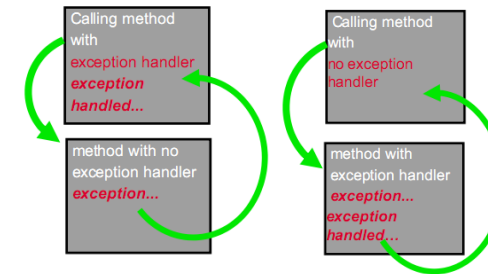 Calling method
with
exception handler
exception
handled...
method with no
exception handler
exception...
Calling method
with
no exception
handler
method with
exception handler
exception...
exception
handled...